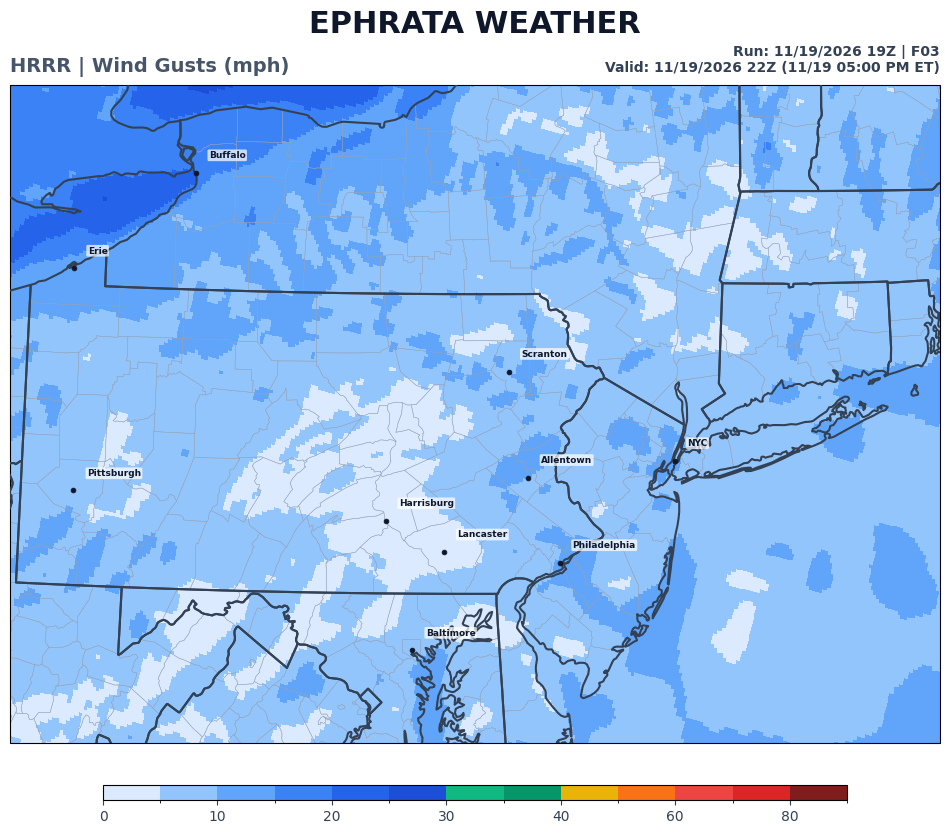 EPHRATA WEATHER
HRRR | Wind Gusts (mph)
Run: 11/19/2026 19Z | F03
Valid: 11/19/2026 22Z (11/19 05:00 PM ET)
Buffalo
Erie
Scranton
NYC
Allentown
Pittsburgh
Harrisburg
Lancaster
Philadelphia
Baltimore
0 10 20 30 40 50 60 70 80